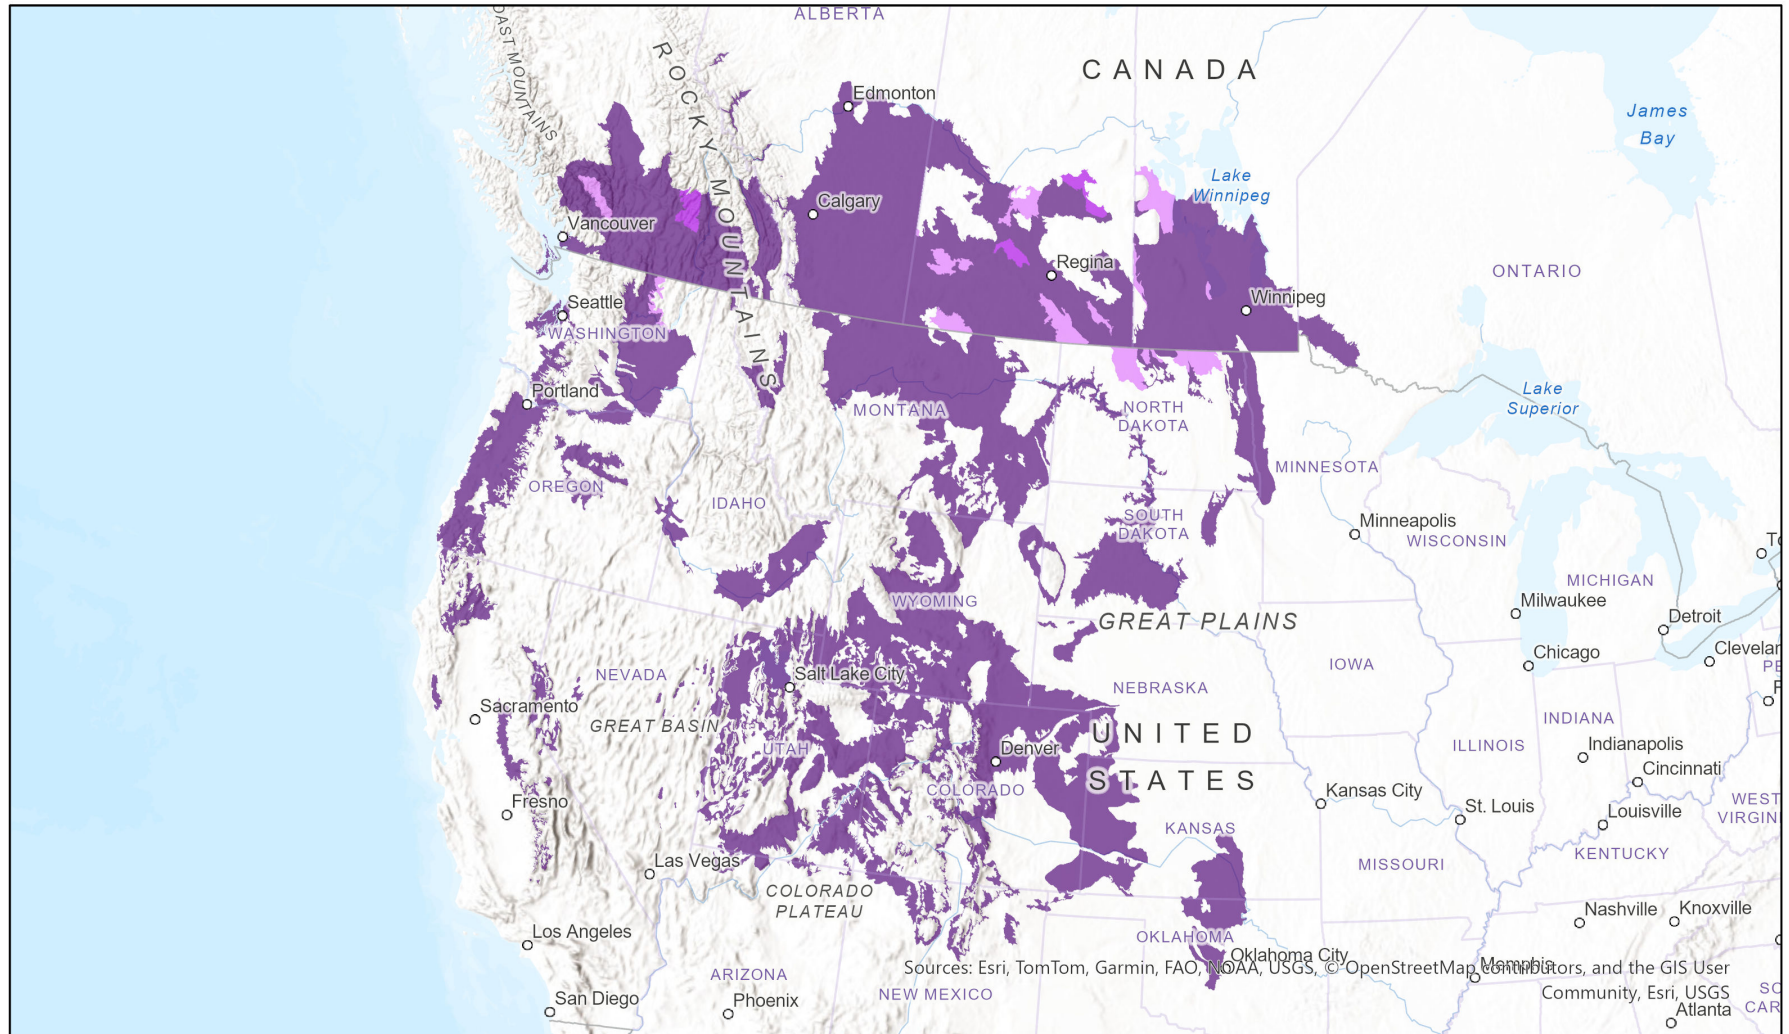 ALBERTA
COAST MOUNTAINS
ROCKY MOUNTAINS
CANADA
Edmonton
James
Bay
Lake
Winnipeg
Calgary
Vancouver
Regina
ONTARIO
Winnipeg
Seattle
WASHINGTON
Portland
MONTANA
NORTH
DAKOTA
Lake
Superior
OREGON
IDAHO
MINNESOTA
SOUTH
DAKOTA
Minneapolis
WISCONSIN
MICHIGAN
WYOMING
Milwaukee
Detroit
GREAT PLAINS
Chicago
Clevelan
IOWA
NEVADA
Salt Lake City
NEBRASKA
Sacramento
GREAT BASIN
UNITED
STATES
INDIANA
ILLINOIS
Indianapolis
UTAH
Denver
Cincinnati
COLORADO
Kansas City
Fresno
St. Louis
Louisville
WEST
VIRGINI
KANSAS
Las Vegas
MISSOURI
KENTUCKY
COLORADO
PLATEAU
Nashville
Knoxville
Los Angeles
OKLAHOMA
Oklahoma City
Memphis
ARIZONA
NEW MEXICO
San Diego
Phoenix
Atlanta
SO
CAR
Sources: Esri, TomTom, Garmin, FAO, NOAA, USGS, © OpenStreetMap contributors, and the GIS User
Community, Esri, USGS